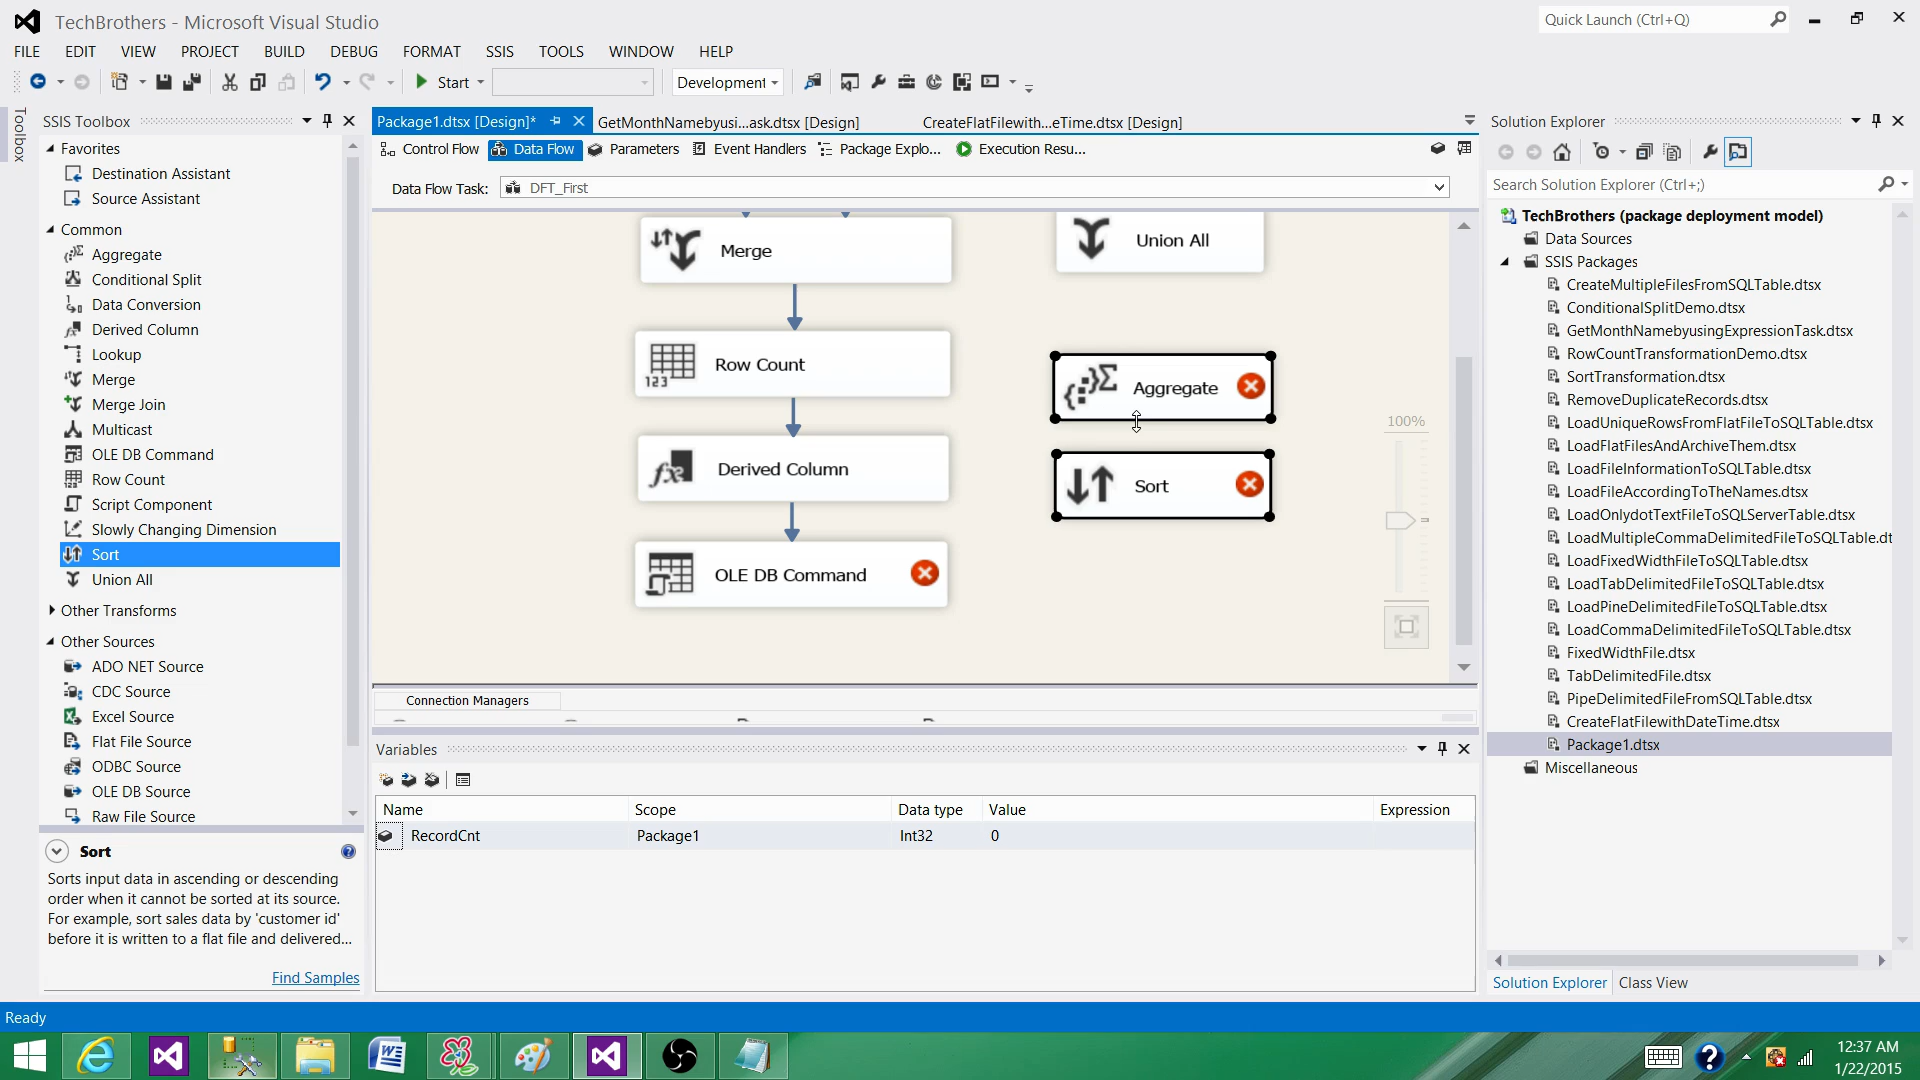 TechBrothers - Microsoft Visual Studio
Quick Launch (Ctrl+Q)
FILE EDIT VIEW PROJECT BUILD DEBUG FORMAT SSIS TOOLS WINDOW HELP
Start Development
Toolbox
SSIS Toolbox
Favorites
Destination Assistant
Source Assistant
Common
Aggregate
Conditional Split
Data Conversion
Derived Column
Lookup
Merge
Merge Join
Multicast
OLE DB Command
Row Count
Script Component
Slowly Changing Dimension
Sort
Union All
Other Transforms
Other Sources
ADO NET Source
CDC Source
Excel Source
Flat File Source
ODBC Source
OLE DB Source
Raw File Source
Sort
Sorts input data in ascending or descending
order when it cannot be sorted at its source.
For example, sort sales data by 'customer id'
before it is written to a flat file and delivered...
Find Samples
Package1.dtsx [Design]* GetMonthNamebyusi...ask.dtsx [Design] CreateFlatFilewith...eTime.dtsx [Design]
Control Flow Data Flow Parameters Event Handlers Package Explo... Execution Resu...
Data Flow Task: DFT_First
Merge
Union All
Row Count
Aggregate
Derived Column
Sort
OLE DB Command
100%
Connection Managers
Variables
Name Scope Data type Value Expression
RecordCnt Package1 Int32 0
Solution Explorer
Search Solution Explorer (Ctrl+;)
TechBrothers (package deployment model)
Data Sources
SSIS Packages
CreateMultipleFilesFromSQLTable.dtsx
ConditionalSplitDemo.dtsx
GetMonthNamebyusingExpressionTask.dtsx
RowCountTransformationDemo.dtsx
SortTransformation.dtsx
RemoveDuplicateRecords.dtsx
LoadUniqueRowsFromFlatFileToSQLTable.dtsx
LoadFlatFilesAndArchiveThem.dtsx
LoadFileInformationToSQLTable.dtsx
LoadFileAccordingToTheNames.dtsx
LoadOnlydotTextFileToSQLServerTable.dtsx
LoadMultipleCommaDelimitedFileToSQLTable.dt
LoadFixedWidthFileToSQLTable.dtsx
LoadTabDelimitedFileToSQLTable.dtsx
LoadPineDelimitedFileToSQLTable.dtsx
LoadCommaDelimitedFileToSQLTable.dtsx
FixedWidthFile.dtsx
TabDelimitedFile.dtsx
PipeDelimitedFileFromSQLTable.dtsx
CreateFlatFilewithDateTime.dtsx
Package1.dtsx
Miscellaneous
Solution Explorer Class View
Ready
12:37 AM
1/22/2015